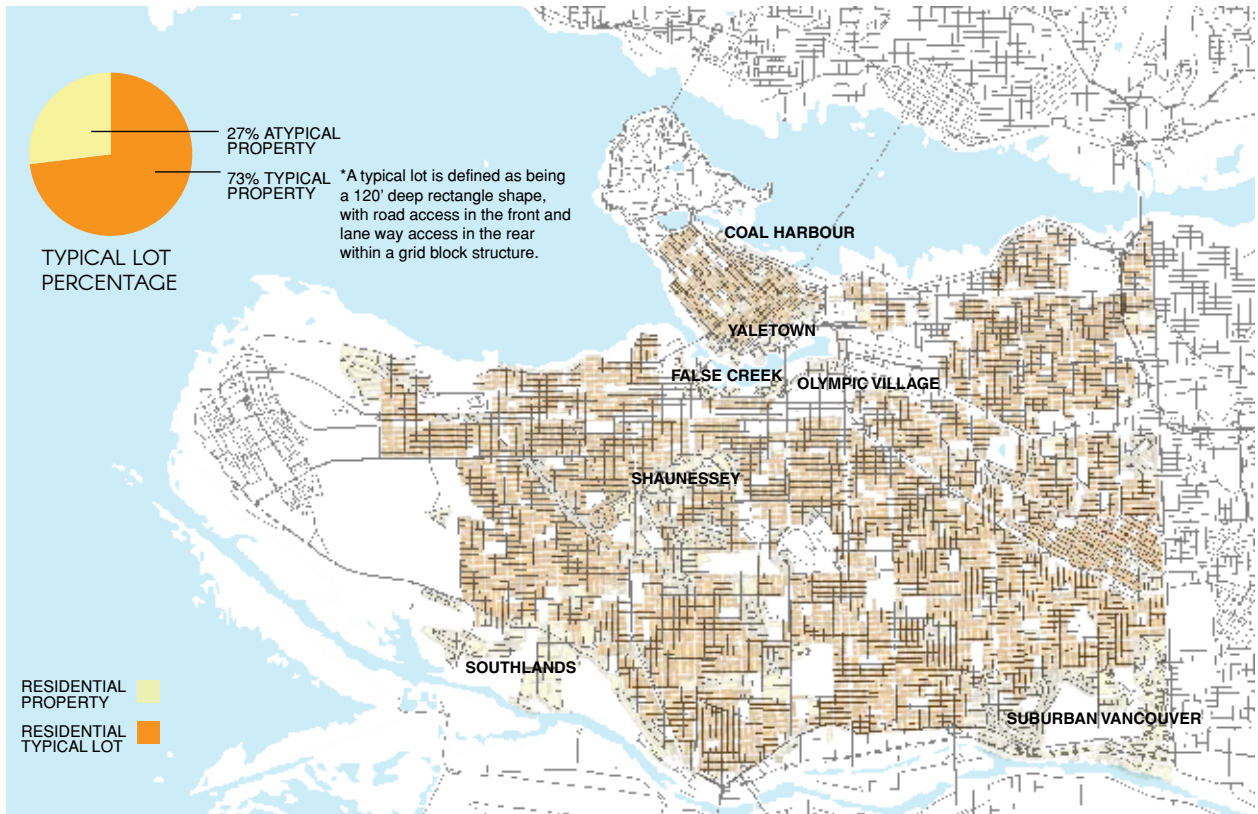 27% ATYPICAL
PROPERTY
73% TYPICAL
PROPERTY
TYPICAL LOT
PERCENTAGE
*A typical lot is defined as being
a 120' deep rectangle shape,
with road access in the front and
lane way access in the rear
within a grid block structure.
COAL HARBOUR
YALETOWN
FALSE CREEK
OLYMPIC VILLAGE
SHAUNESSEY
SOUTHLANDS
SUBURBAN VANCOUVER
RESIDENTIAL
PROPERTY
RESIDENTIAL
TYPICAL LOT